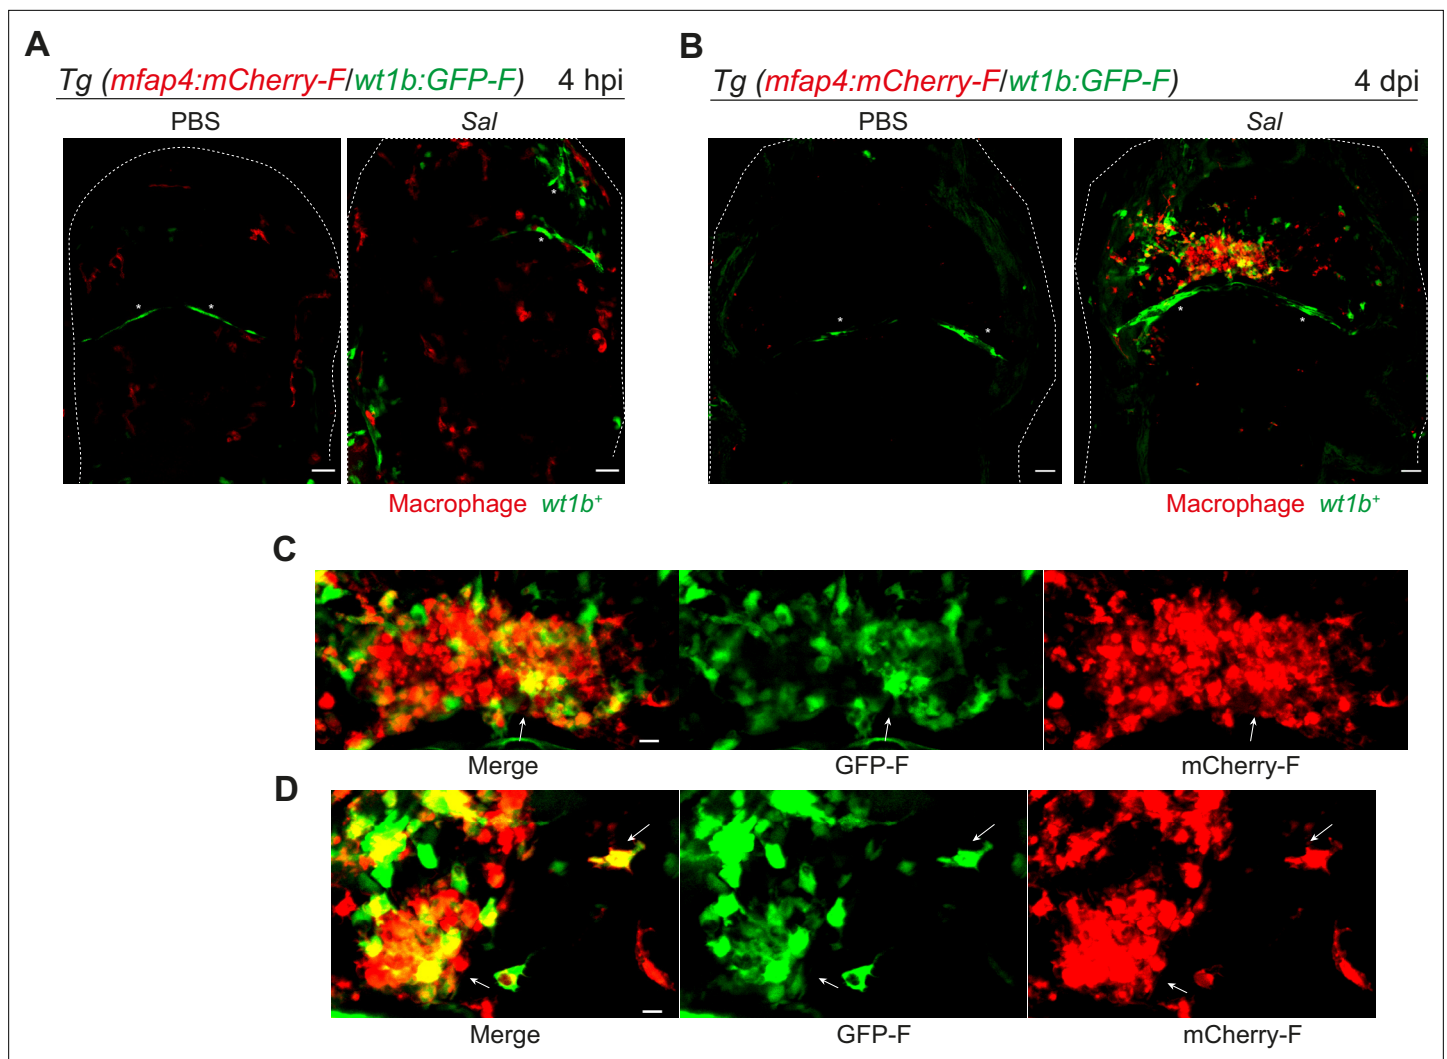 A
Tg (mfap4:mCherry-F/wt1b:GFP-F) 4 hpi
PBS Sal
* * * *
Macrophage wt1b+
B
Tg (mfap4:mCherry-F/wt1b:GFP-F) 4 dpi
PBS Sal
* * * *
Macrophage wt1b+
C
Merge GFP-F mCherry-F
D
Merge GFP-F mCherry-F